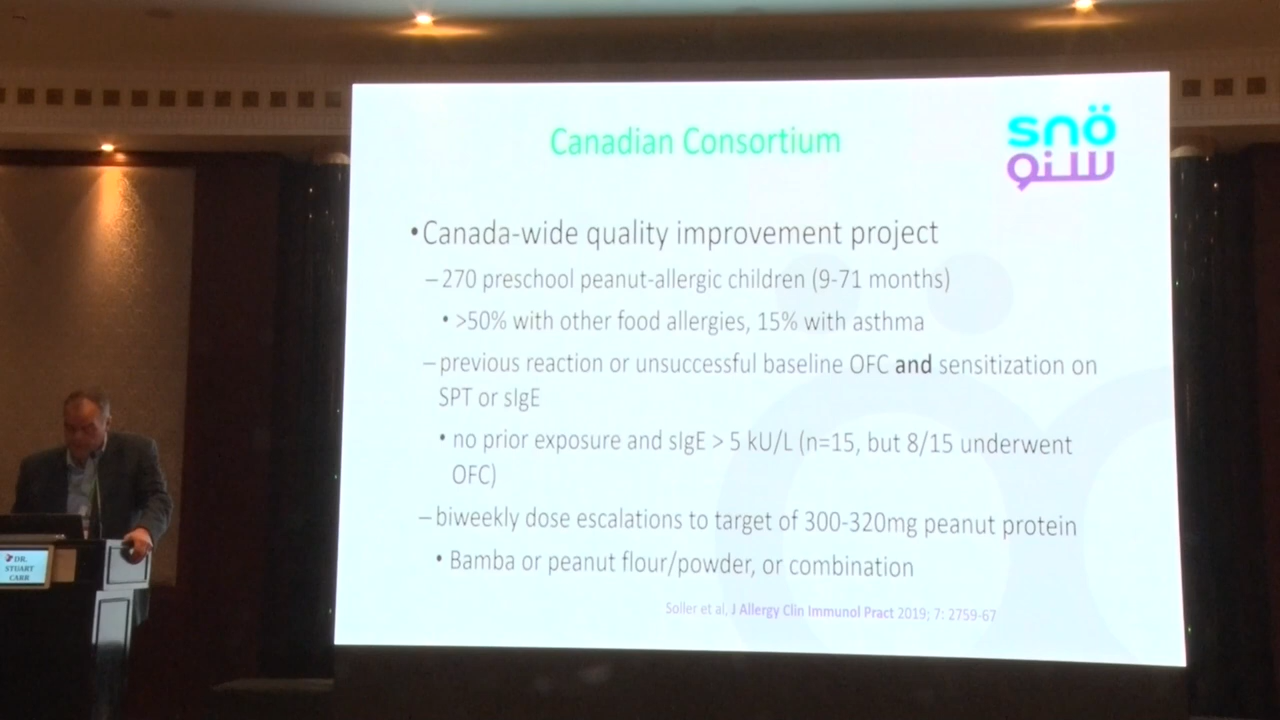 Canadian Consortium
snö
سنو
•Canada-wide quality improvement project
–270 preschool peanut-allergic children (9-71 months)
• >50% with other food allergies, 15% with asthma
–previous reaction or unsuccessful baseline OFC and sensitization on
SPT or sIgE
• no prior exposure and sIgE > 5 kU/L (n=15, but 8/15 underwent
OFC)
–biweekly dose escalations to target of 300-320mg peanut protein
• Bamba or peanut flour/powder, or combination
Soller et al, J Allergy Clin Immunol Pract 2019; 7: 2759-67
DR.
STUART
CARR